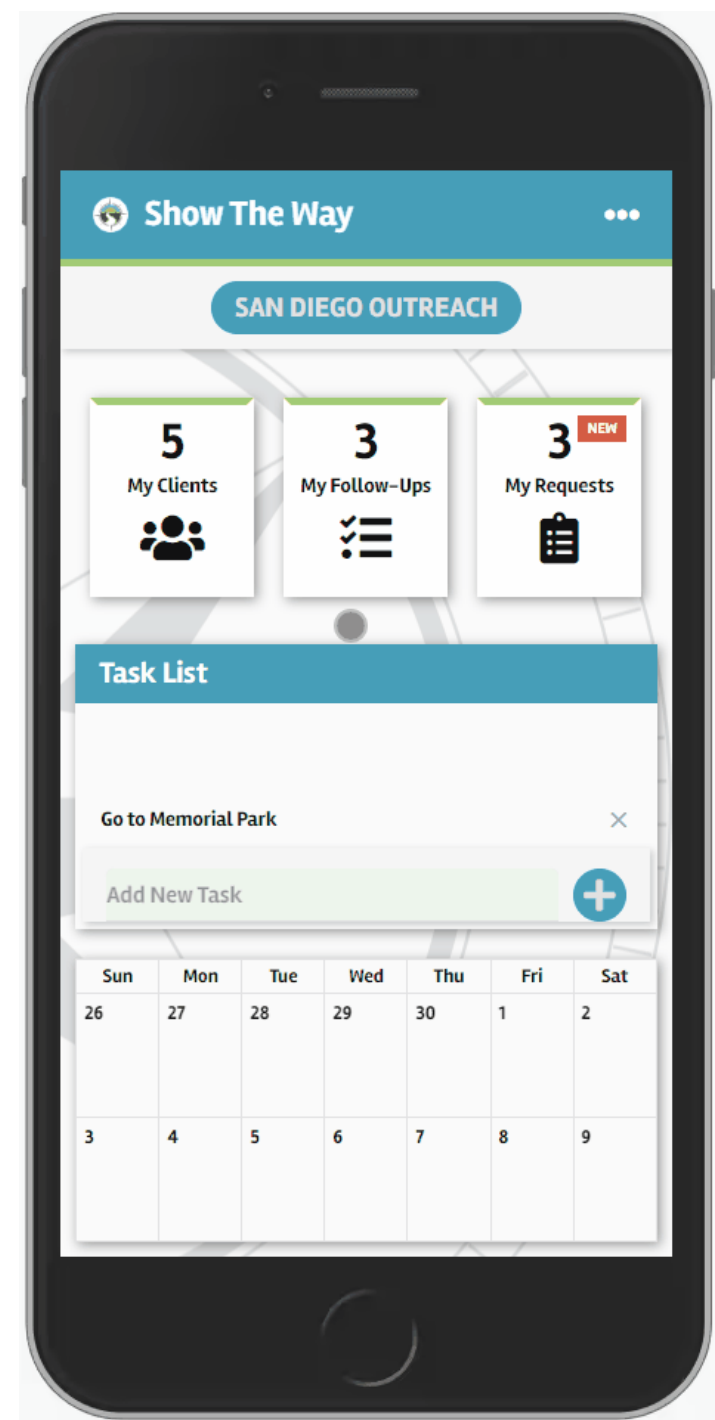 Show The Way
SAN DIEGO OUTREACH
5 3 3 NEW
My Clients My Follow-Ups My Requests
Task List
Go to Memorial Park
Add New Task
Sun Mon Tue Wed Thu Fri Sat
26 27 28 29 30 1 2
3 4 5 6 7 8 9